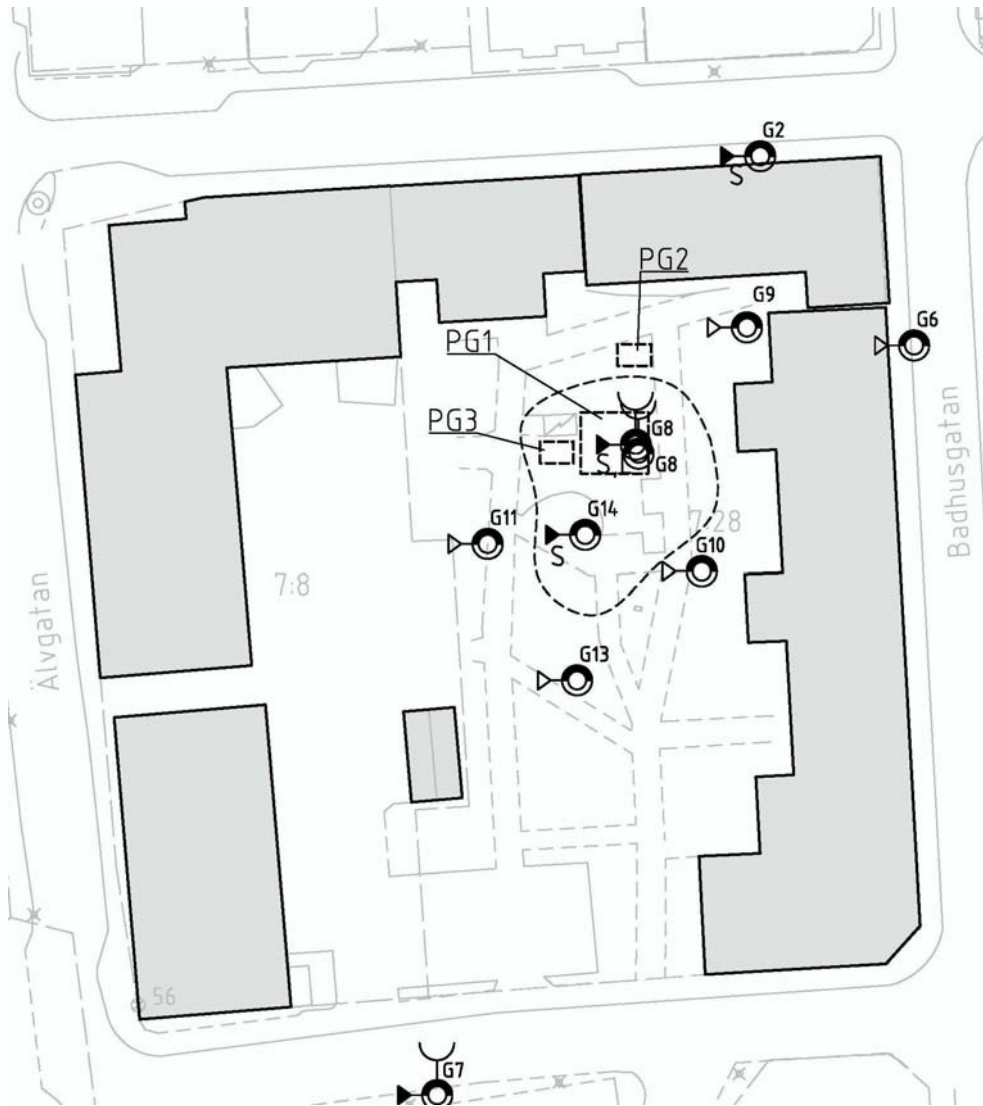 G2
S
PG2
G9
G6
PG1
PG3
G8
S
G8
Badhusgatan
G14
7:28
G11
S
G10
7:8
Älvgatan
G13
56
G7